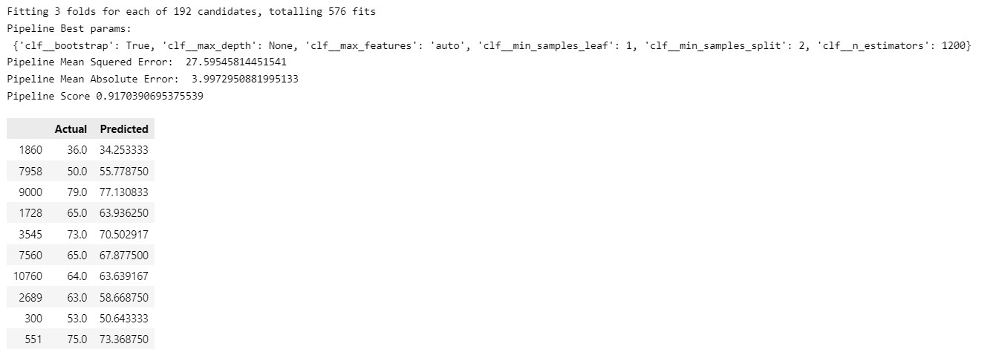 Fitting 3 folds for each of 192 candidates, totalling 576 fits
Pipeline Best params:
{'clf__bootstrap': True, 'clf__max_depth': None, 'clf__max_features': 'auto', 'clf__min_samples_leaf': 1, 'clf__min_samples_split': 2, 'clf__n_estimators': 1200}
Pipeline Mean Squered Error:  27.59545814451541
Pipeline Mean Absolute Error:  3.9972950881995133
Pipeline Score 0.9170390695375539
Actual Predicted
1860 36.0 34.253333
7958 50.0 55.778750
9000 79.0 77.130833
1728 65.0 63.936250
3545 73.0 70.502917
7560 65.0 67.877500
10760 64.0 63.639167
2689 63.0 58.668750
300 53.0 50.643333
551 75.0 73.368750